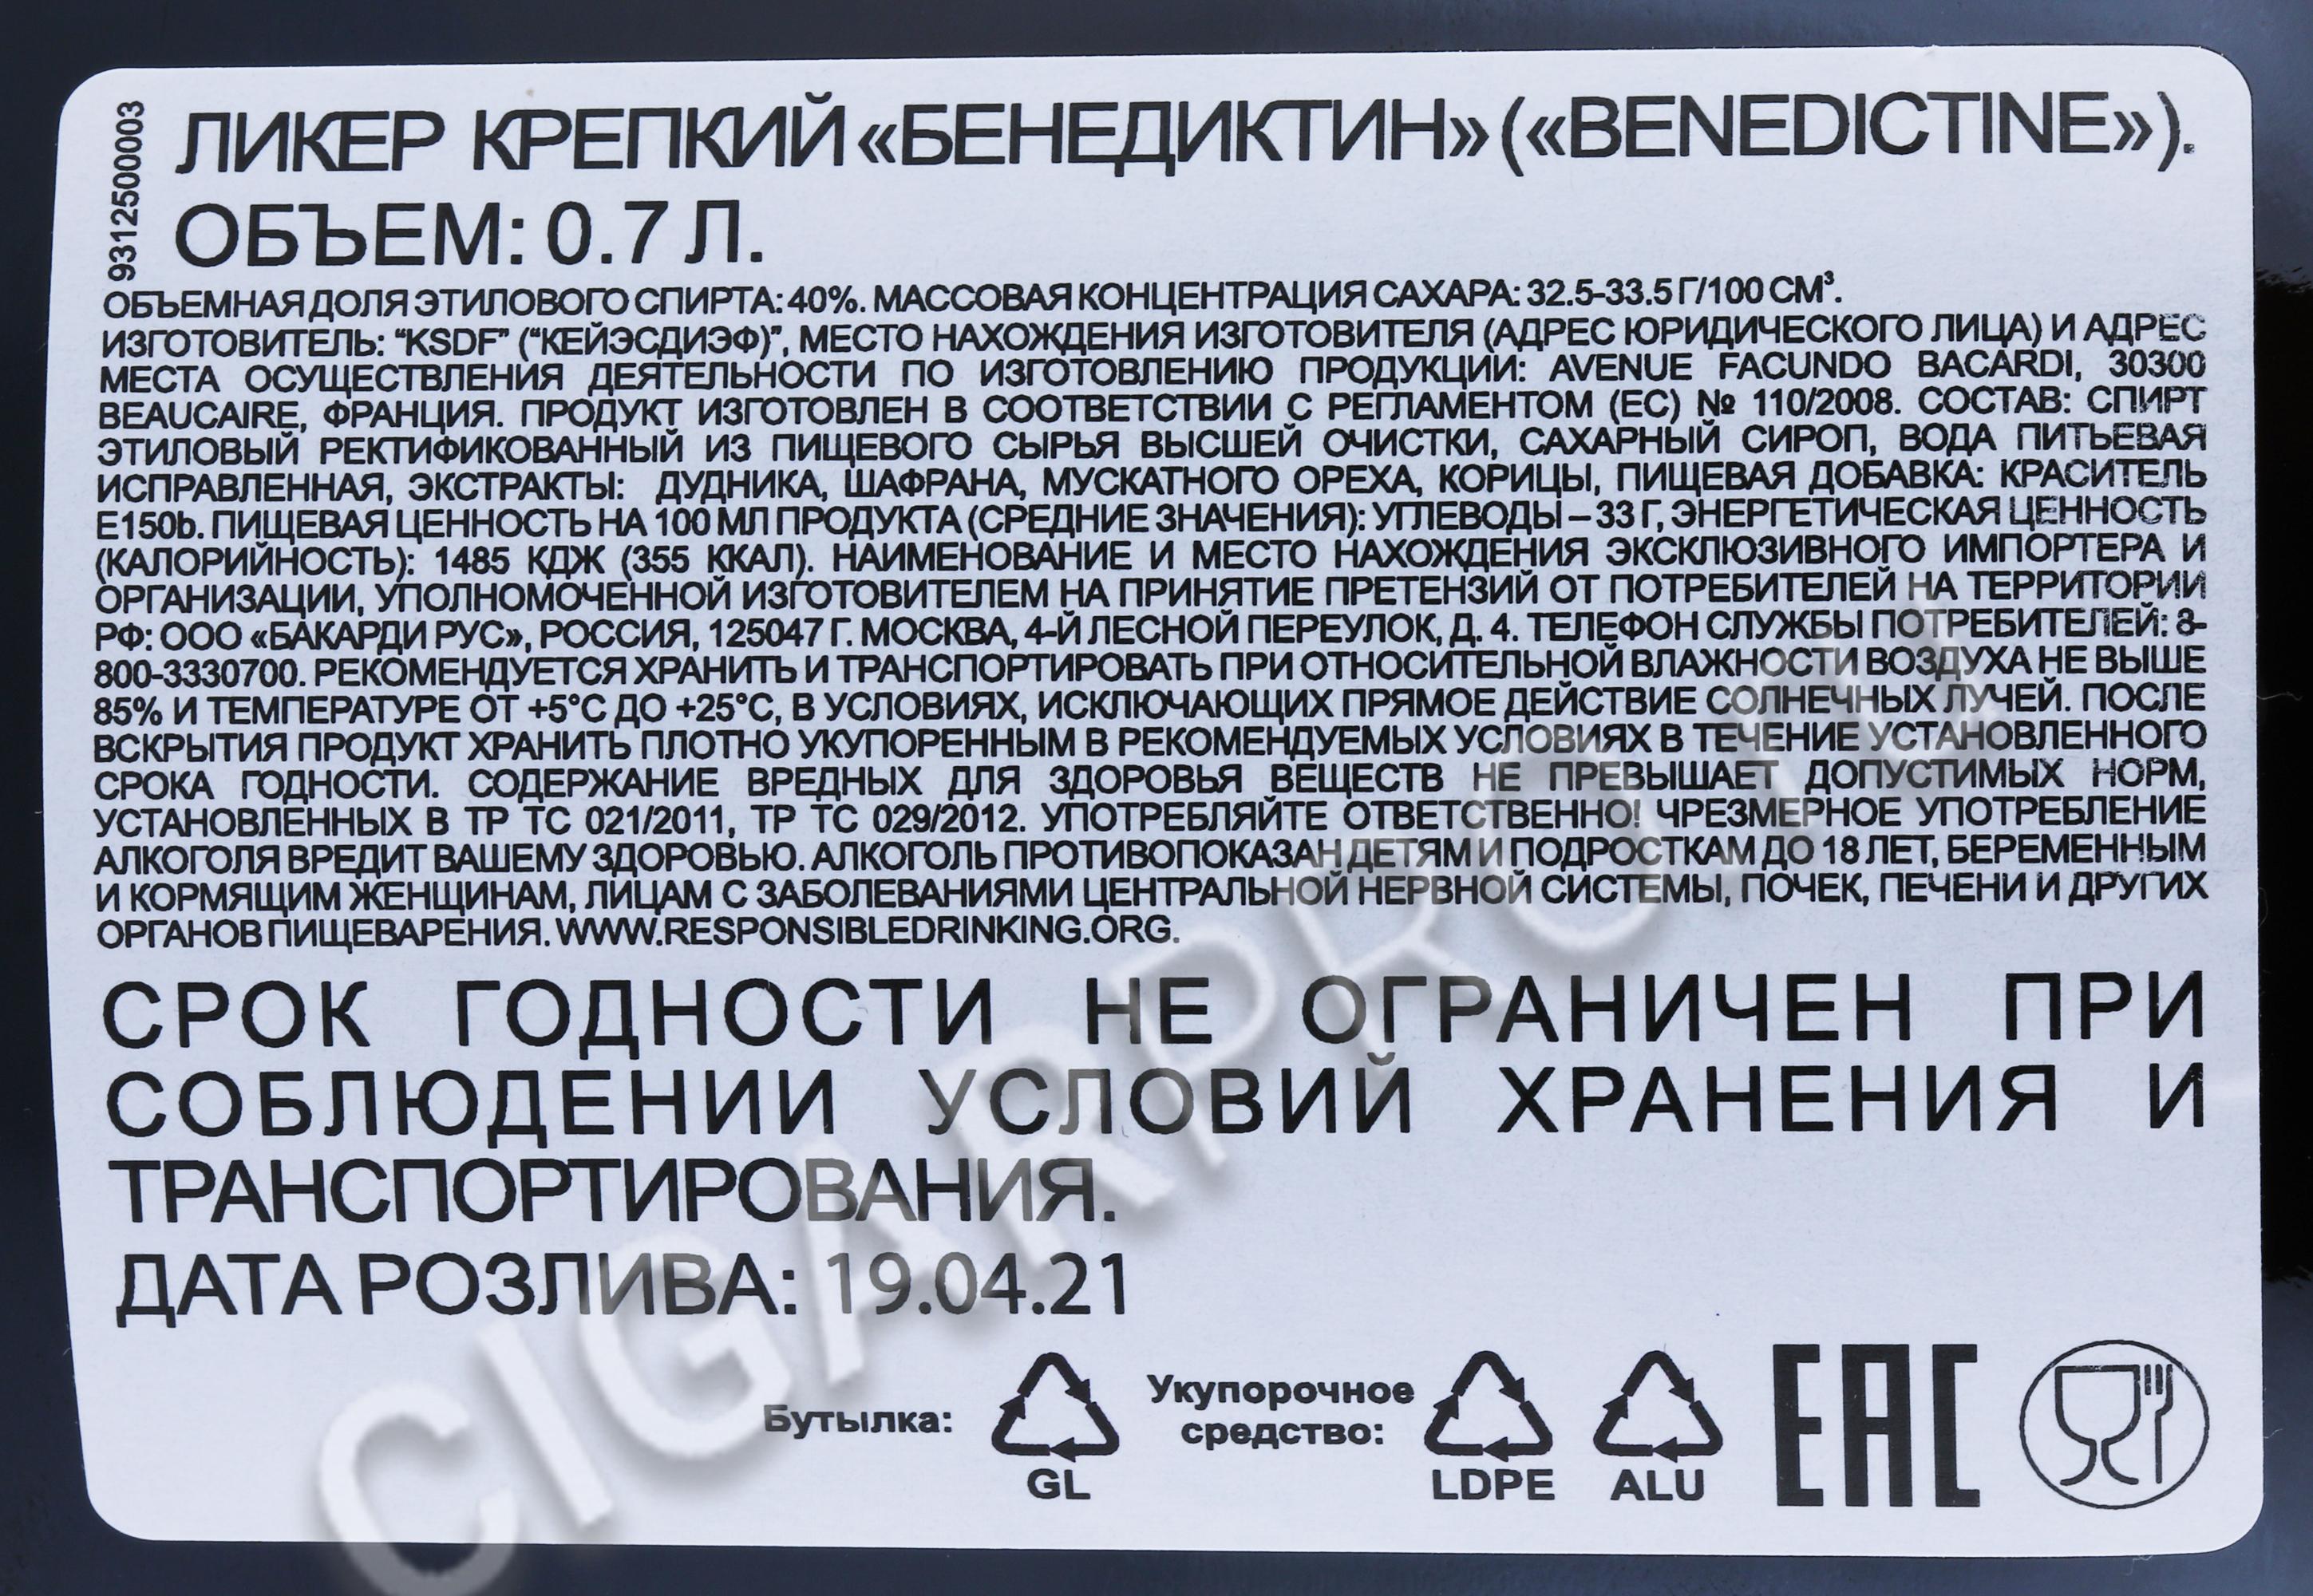 9312500003
ЛИКЕР КРЕПКИЙ «БЕНЕДИКТИН» («BENEDICTINE»).
ОБЪЕМ: 0.7 Л.
ОБЪЕМНАЯ ДОЛЯ ЭТИЛОВОГО СПИРТА: 40%. МАССОВАЯ КОНЦЕНТРАЦИЯ САХАРА: 32.5-33.5 Г/100 СМ³.
ИЗГОТОВИТЕЛЬ: “KSDF” (“КЕЙЭСДИЭФ)”, МЕСТО НАХОЖДЕНИЯ ИЗГОТОВИТЕЛЯ (АДРЕС ЮРИДИЧЕСКОГО ЛИЦА) И АДРЕС
МЕСТА ОСУЩЕСТВЛЕНИЯ ДЕЯТЕЛЬНОСТИ ПО ИЗГОТОВЛЕНИЮ ПРОДУКЦИИ: AVENUE FACUNDO BACARDI, 30300
BEAUCAIRE, ФРАНЦИЯ. ПРОДУКТ ИЗГОТОВЛЕН В СООТВЕТСТВИИ С РЕГЛАМЕНТОМ (ЕС) № 110/2008. СОСТАВ: СПИРТ
ЭТИЛОВЫЙ РЕКТИФИКОВАННЫЙ ИЗ ПИЩЕВОГО СЫРЬЯ ВЫСШЕЙ ОЧИСТКИ, САХАРНЫЙ СИРОП, ВОДА ПИТЬЕВАЯ
ИСПРАВЛЕННАЯ, ЭКСТРАКТЫ: ДУДНИКА, ШАФРАНА, МУСКАТНОГО ОРЕХА, КОРИЦЫ, ПИЩЕВАЯ ДОБАВКА: КРАСИТЕЛЬ
E150b. ПИЩЕВАЯ ЦЕННОСТЬ НА 100 МЛ ПРОДУКТА (СРЕДНИЕ ЗНАЧЕНИЯ): УГЛЕВОДЫ – 33 Г, ЭНЕРГЕТИЧЕСКАЯ ЦЕННОСТЬ
(КАЛОРИЙНОСТЬ): 1485 КДЖ (355 ККАЛ). НАИМЕНОВАНИЕ И МЕСТО НАХОЖДЕНИЯ ЭКСКЛЮЗИВНОГО ИМПОРТЕРА И
ОРГАНИЗАЦИИ, УПОЛНОМОЧЕННОЙ ИЗГОТОВИТЕЛЕМ НА ПРИНЯТИЕ ПРЕТЕНЗИЙ ОТ ПОТРЕБИТЕЛЕЙ НА ТЕРРИТОРИИ
РФ: ООО «БАКАРДИ РУС», РОССИЯ, 125047 Г. МОСКВА, 4-Й ЛЕСНОЙ ПЕРЕУЛОК, Д. 4. ТЕЛЕФОН СЛУЖБЫ ПОТРЕБИТЕЛЕЙ: 8-
800-3330700. РЕКОМЕНДУЕТСЯ ХРАНИТЬ И ТРАНСПОРТИРОВАТЬ ПРИ ОТНОСИТЕЛЬНОЙ ВЛАЖНОСТИ ВОЗДУХА НЕ ВЫШЕ
85% И ТЕМПЕРАТУРЕ ОТ +5°С ДО +25°С, В УСЛОВИЯХ, ИСКЛЮЧАЮЩИХ ПРЯМОЕ ДЕЙСТВИЕ СОЛНЕЧНЫХ ЛУЧЕЙ. ПОСЛЕ
ВСКРЫТИЯ ПРОДУКТ ХРАНИТЬ ПЛОТНО УКУПОРЕННЫМ В РЕКОМЕНДУЕМЫХ УСЛОВИЯХ В ТЕЧЕНИЕ УСТАНОВЛЕННОГО
СРОКА ГОДНОСТИ. СОДЕРЖАНИЕ ВРЕДНЫХ ДЛЯ ЗДОРОВЬЯ ВЕЩЕСТВ НЕ ПРЕВЫШАЕТ ДОПУСТИМЫХ НОРМ,
УСТАНОВЛЕННЫХ В ТР ТС 021/2011, ТР ТС 029/2012. УПОТРЕБЛЯЙТЕ ОТВЕТСТВЕННО! ЧРЕЗМЕРНОЕ УПОТРЕБЛЕНИЕ
АЛКОГОЛЯ ВРЕДИТ ВАШЕМУ ЗДОРОВЬЮ. АЛКОГОЛЬ ПРОТИВОПОКАЗАН ДЕТЯМ И ПОДРОСТКАМ ДО 18 ЛЕТ, БЕРЕМЕННЫМ
И КОРМЯЩИМ ЖЕНЩИНАМ, ЛИЦАМ С ЗАБОЛЕВАНИЯМИ ЦЕНТРАЛЬНОЙ НЕРВНОЙ СИСТЕМЫ, ПОЧЕК, ПЕЧЕНИ И ДРУГИХ
ОРГАНОВ ПИЩЕВАРЕНИЯ. WWW.RESPONSIBLEDRINKING.ORG.
СРОК ГОДНОСТИ НЕ ОГРАНИЧЕН ПРИ
СОБЛЮДЕНИИ УСЛОВИЙ ХРАНЕНИЯ И
ТРАНСПОРТИРОВАНИЯ.
ДАТА РОЗЛИВА: 19.04.21
Бутылка:
GL
Укупорочное
средство:
LDPE
ALU
EAC
CIGARPRO.RU